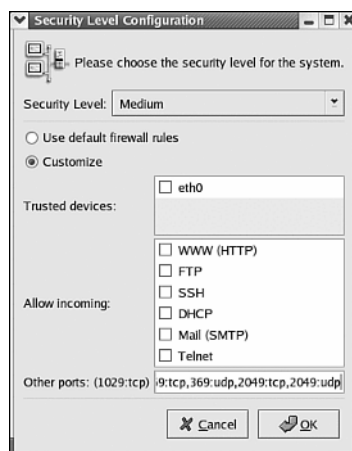 Security Level Configuration
Please choose the security level for the system.
Security Level: Medium
Use default firewall rules
Customize
Trusted devices:
eth0
Allow incoming:
WWW (HTTP)
FTP
SSH
DHCP
Mail (SMTP)
Telnet
Other ports: (1029:tcp) 9:tcp,369:udp,2049:tcp,2049:udp
Cancel
OK